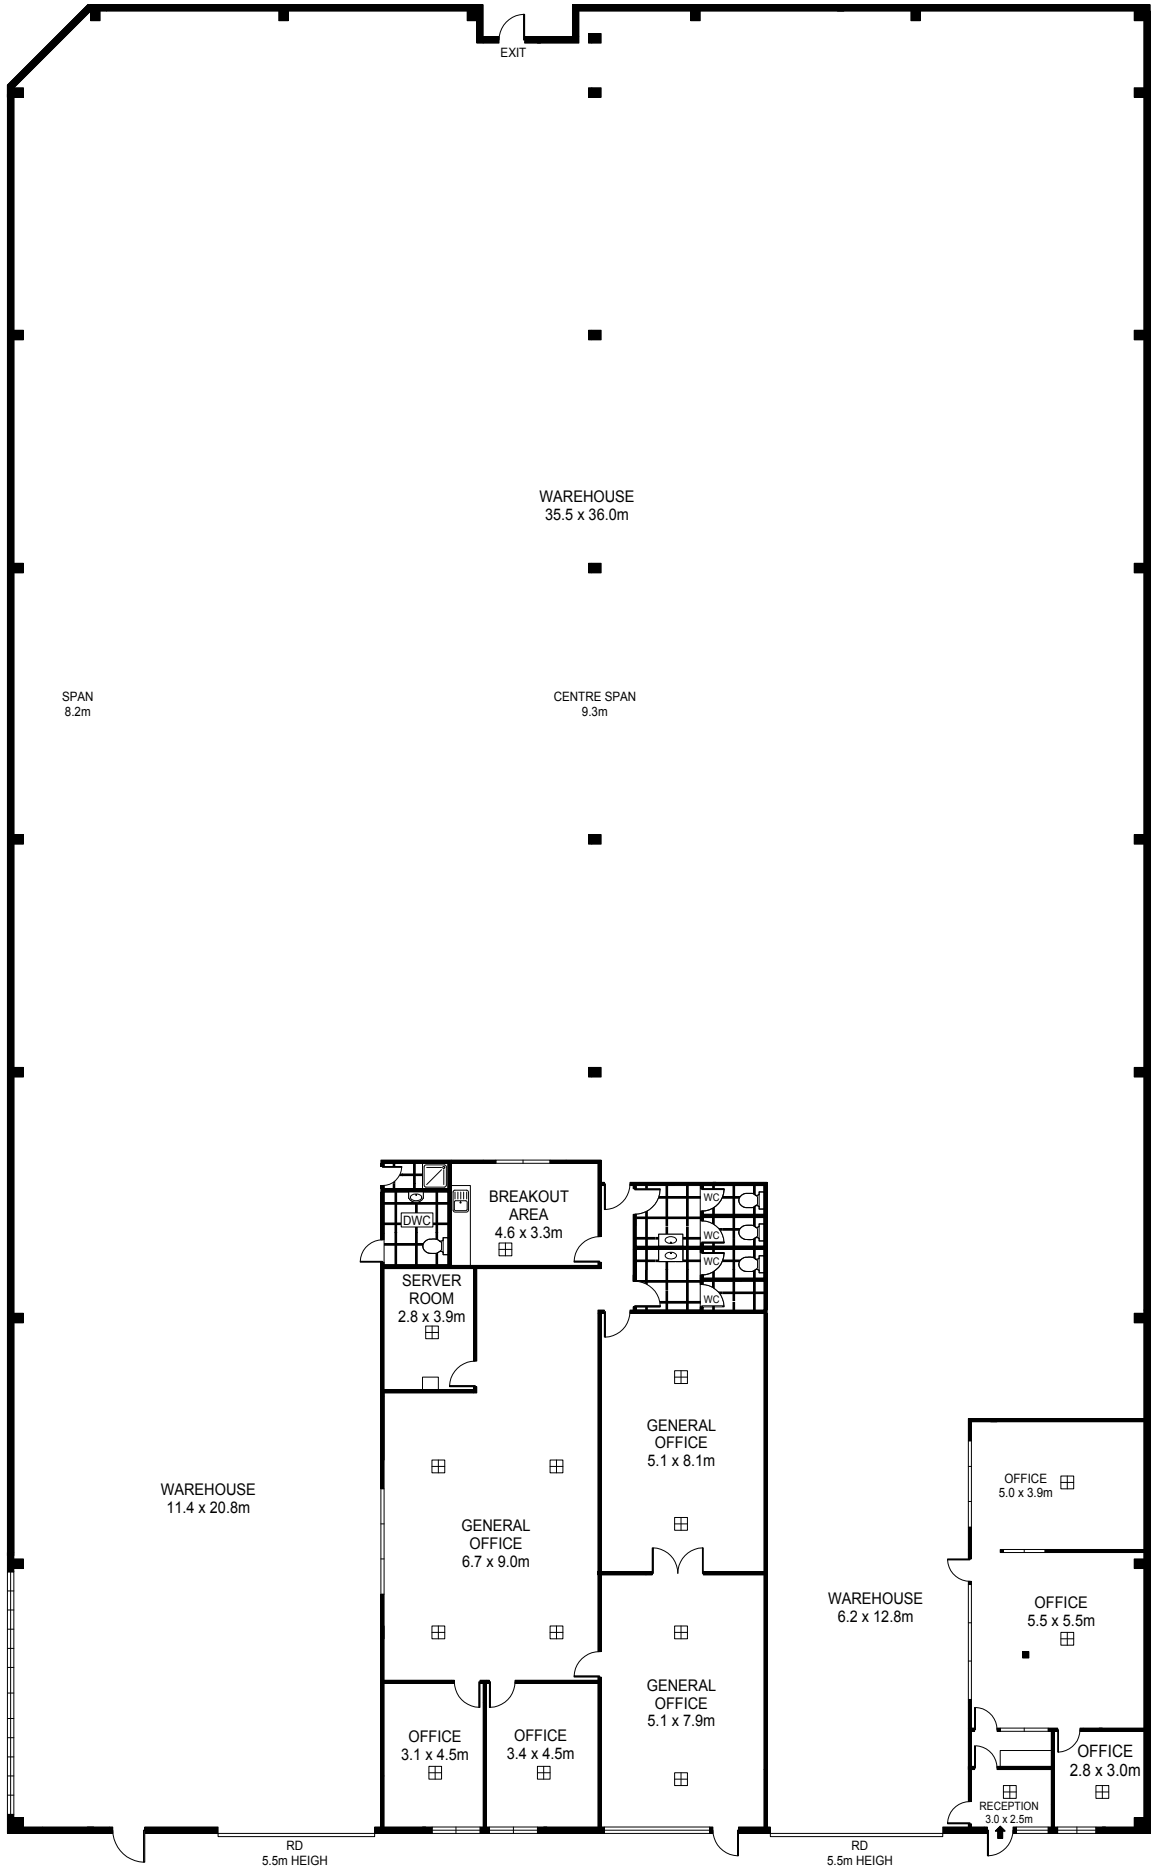 EXIT
WAREHOUSE
35.5 x 36.0m
SPAN
8.2m
CENTRE SPAN
9.3m
BREAKOUT
AREA
4.6 x 3.3m
DWC
WC
WC
WC
WC
SERVER
ROOM
2.8 x 3.9m
GENERAL
OFFICE
5.1 x 8.1m
WAREHOUSE
11.4 x 20.8m
OFFICE
5.0 x 3.9m
GENERAL
OFFICE
6.7 x 9.0m
WAREHOUSE
6.2 x 12.8m
OFFICE
5.5 x 5.5m
GENERAL
OFFICE
5.1 x 7.9m
OFFICE
3.1 x 4.5m
OFFICE
3.4 x 4.5m
OFFICE
2.8 x 3.0m
RECEPTION
3.0 x 2.5m
RD
5.5m HEIGH
RD
5.5m HEIGH